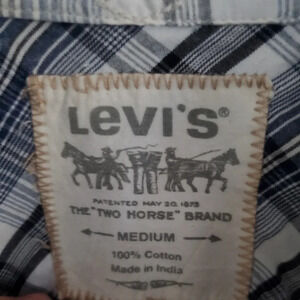 Levi's®
PATENTED MAY 20, 1873
THE "TWO HORSE" BRAND
MEDIUM
100% Cotton
Made in India